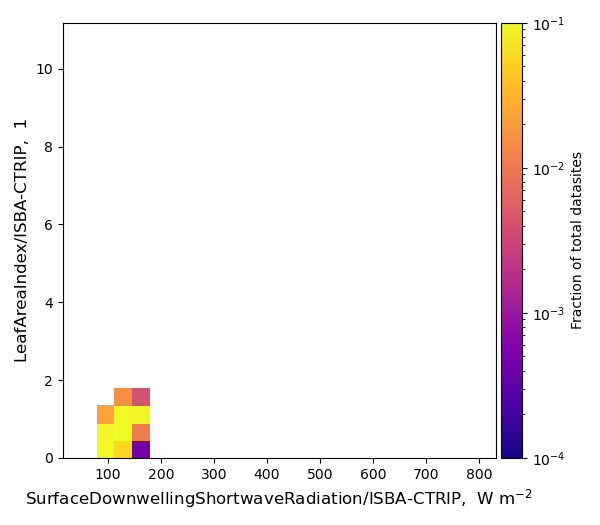 10
8
6
4
2
0
LeafAreaIndex/ISBA-CTRIP,  1
100 200 300 400 500 600 700 800
SurfaceDownwellingShortwaveRadiation/ISBA-CTRIP,  W m⁻²
10⁻¹
10⁻²
10⁻³
10⁻⁴
Fraction of total datasites